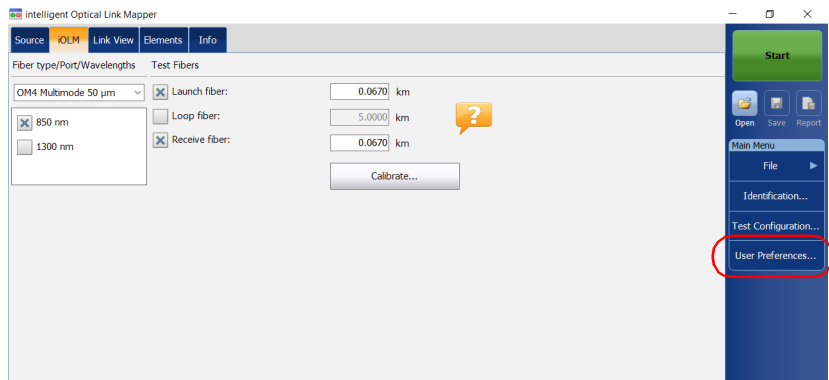 intelligent Optical Link Mapper
Source iOLM Link View Elements Info
Fiber type/Port/Wavelengths Test Fibers
OM4 Multimode 50 µm
850 nm
1300 nm
Launch fiber: 0.0670 km
Loop fiber: 5.0000 km
Receive fiber: 0.0670 km
?
Calibrate...
Start
Open Save Report
Main Menu
File
Identification...
Test Configuration...
User Preferences...